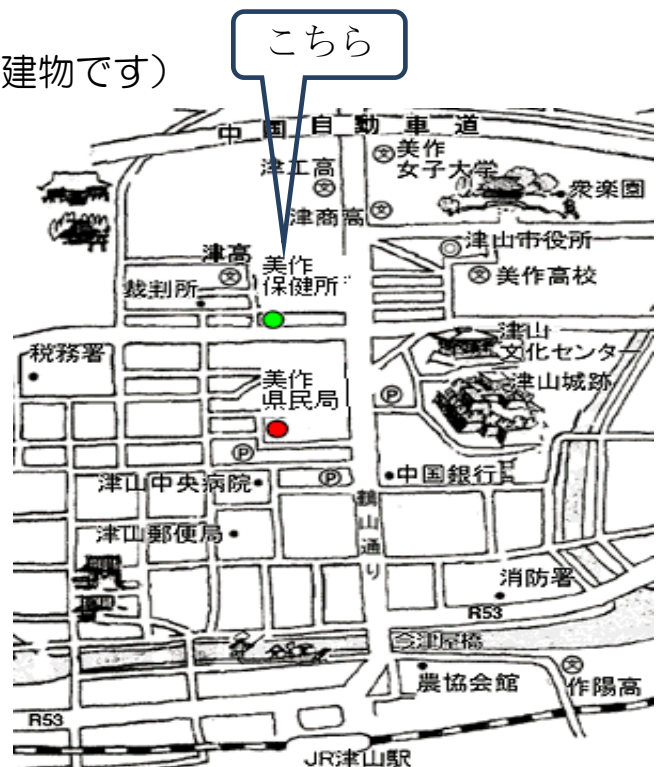 こちら
建物です）
中国自動車道
津工高
美作
女子大学
衆楽園
津商高
津山市役所
津高
美作
保健所
美作高校
裁判所
税務署
津山
文化センター
美作
県民局
津山城跡
P
P
P
津山中央病院
中国銀行
鶴山通り
津山郵便局
消防署
R53
今津屋橋
農協会館
作陽高
R53
JR津山駅